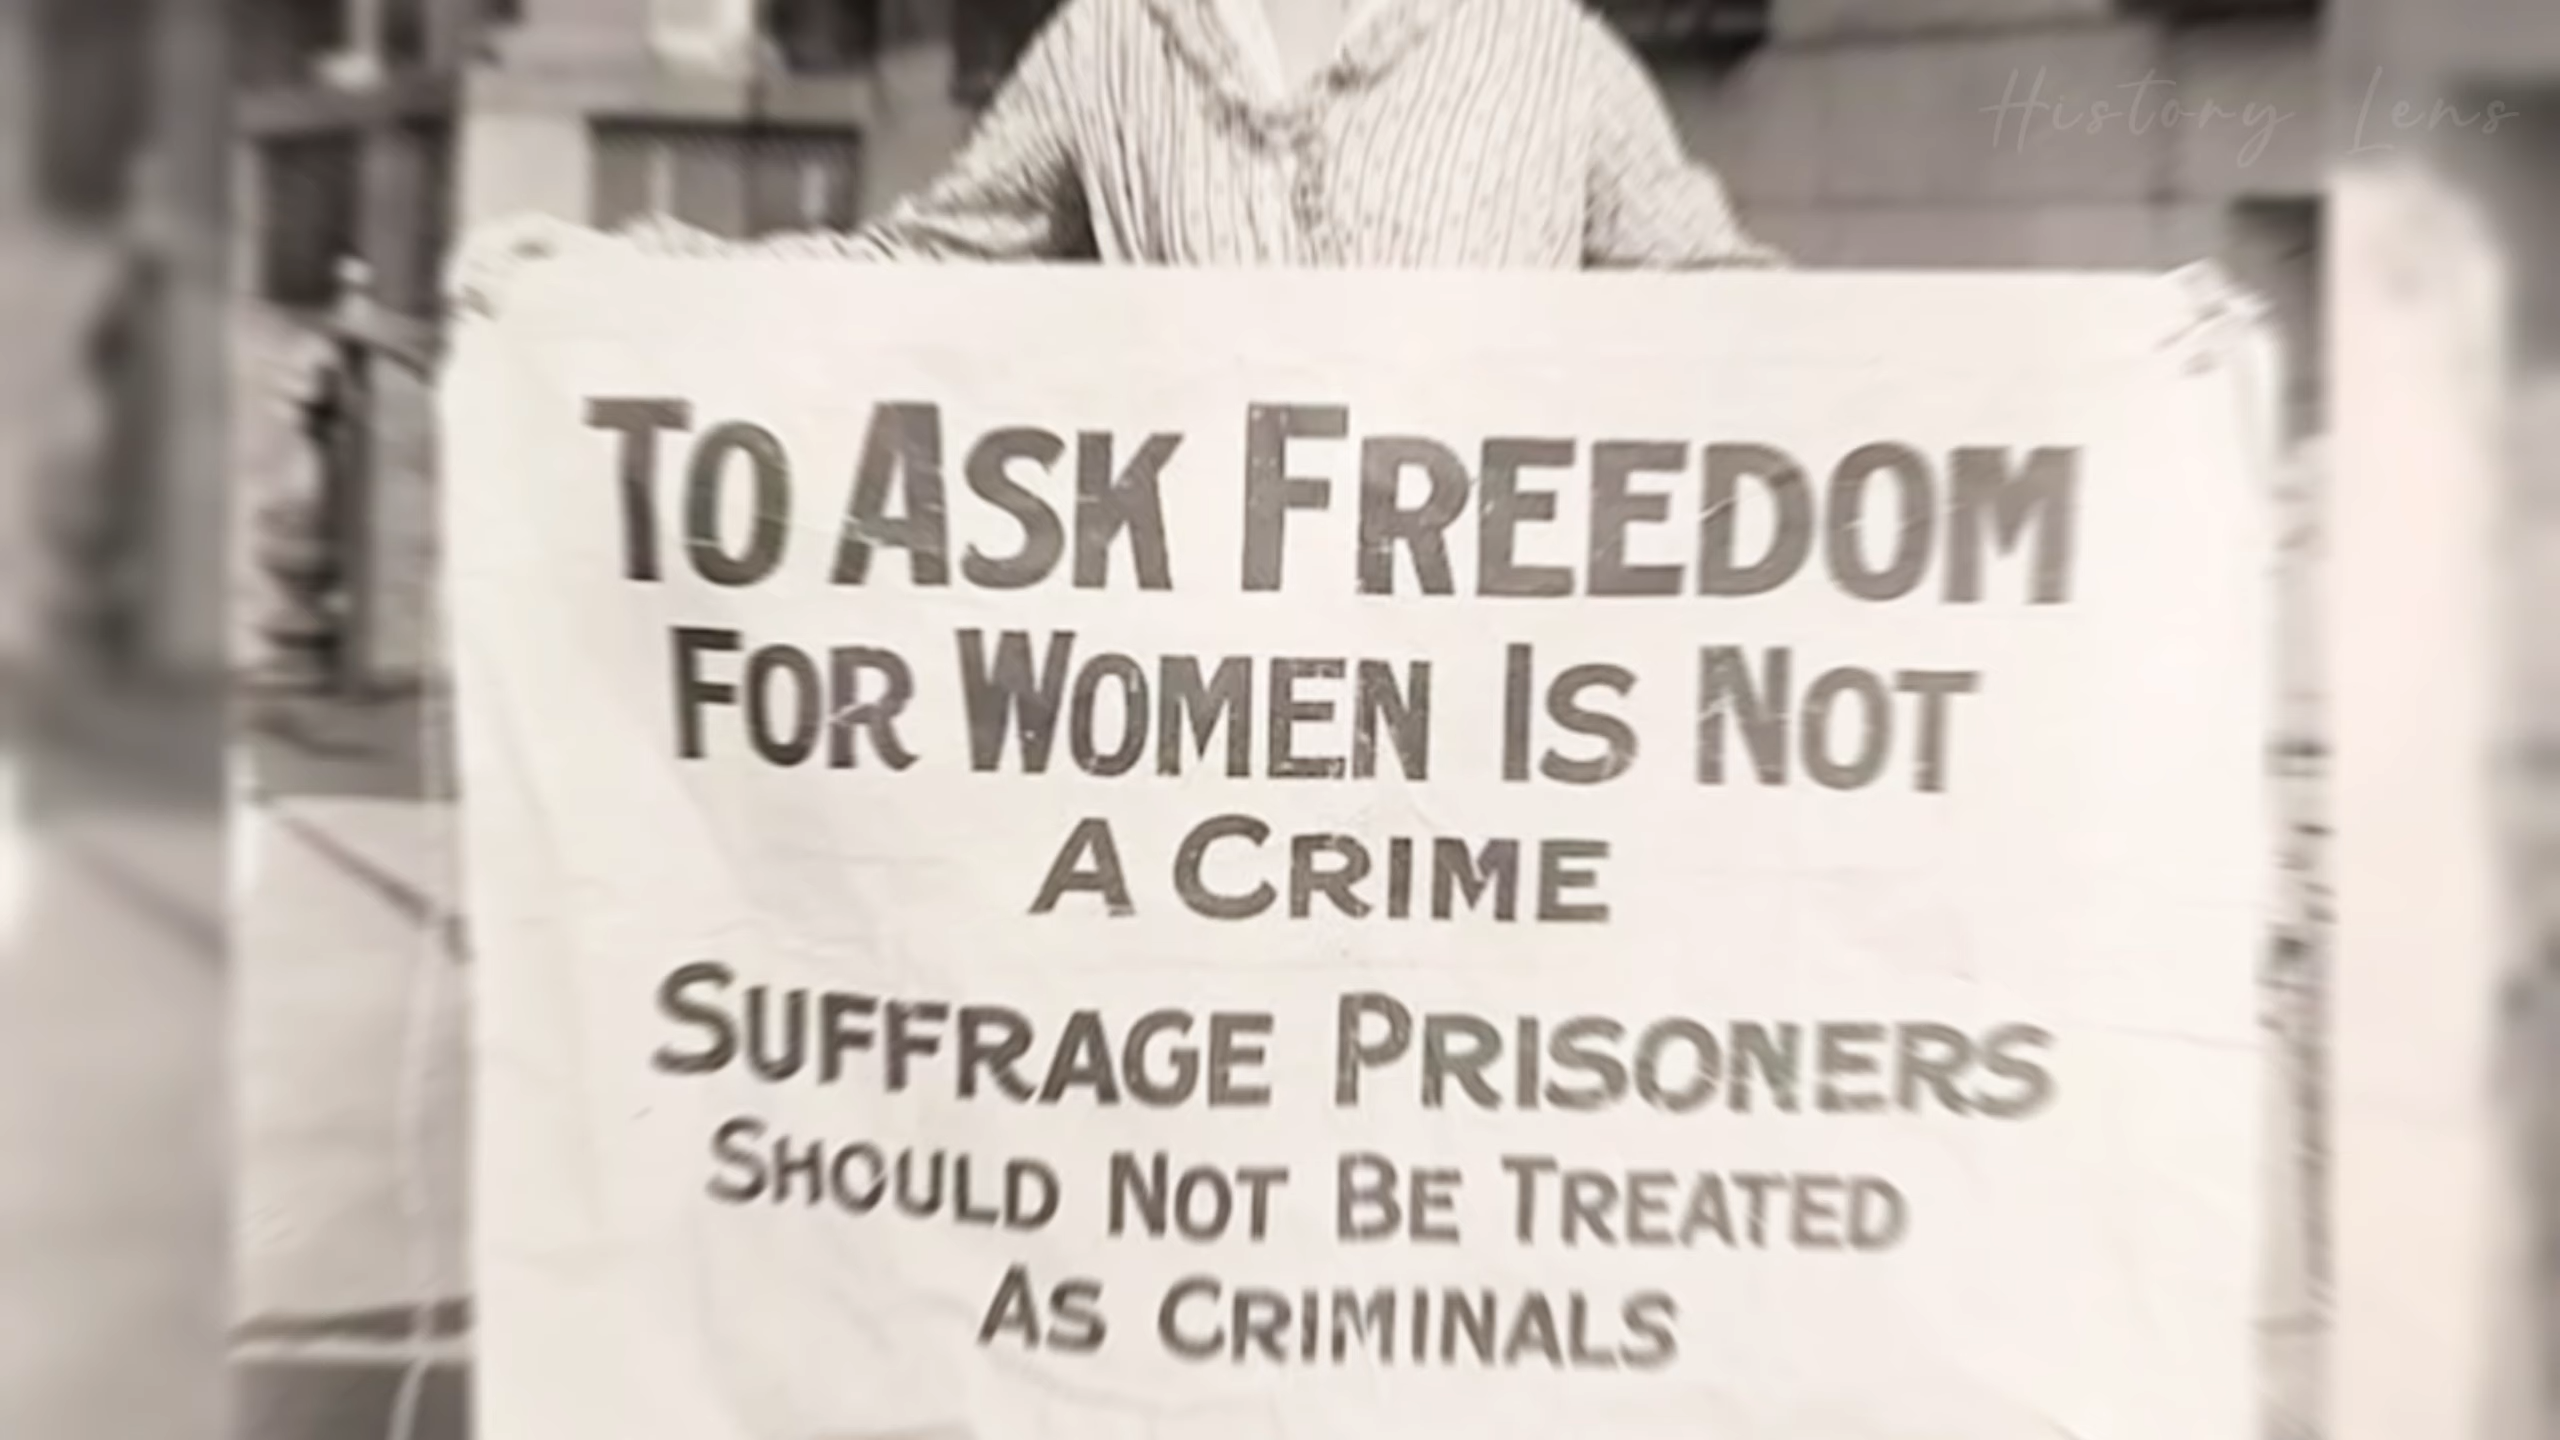 History Lens
To Ask Freedom
For Women Is Not
A Crime
Suffrage Prisoners
Should Not Be Treated
As Criminals